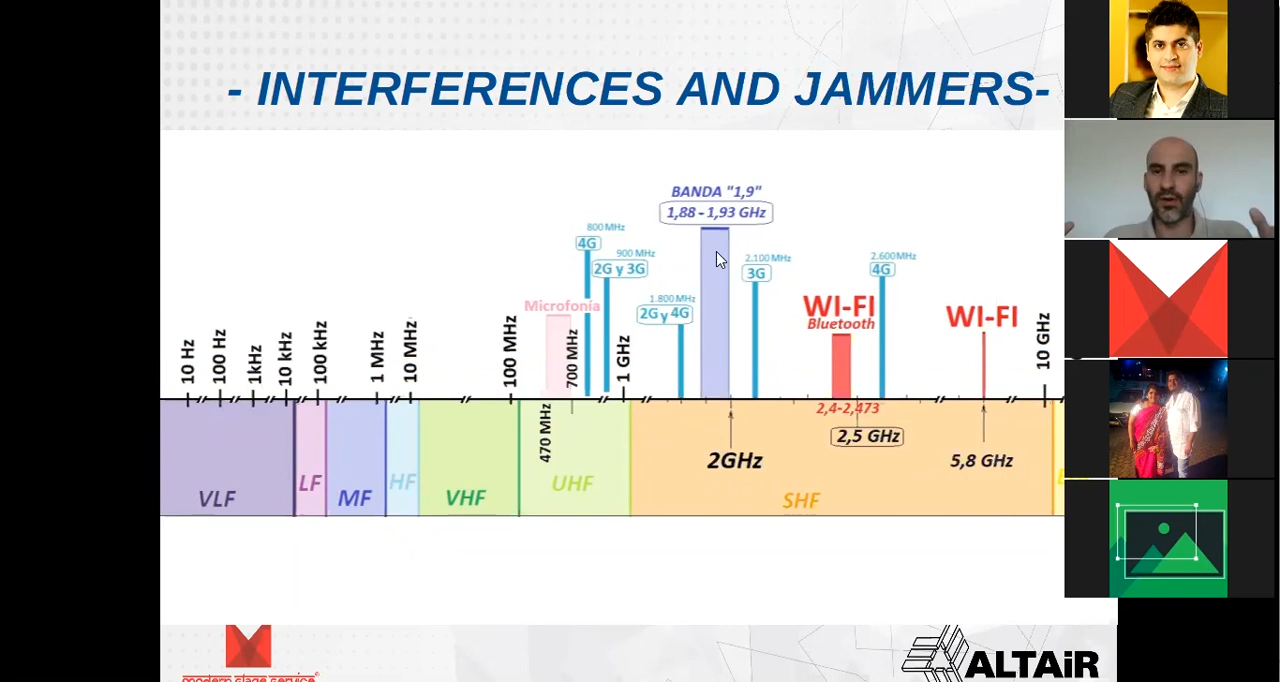 - INTERFERENCES AND JAMMERS-
BANDA "1,9"
1,88 - 1,93 GHz
800 MHz
4G
900 MHz
2G y 3G
1.800 MHz
2G y 4G
2.100 MHz
3G
2.600MHz
4G
Microfonía
WI-FI
Bluetooth
WI-FI
10 Hz
100 Hz
1kHz
10 kHz
100 kHz
1 MHz
10 MHz
100 MHz
700 MHz
1 GHz
10 GHz
470 MHz
2,4-2,473
2,5 GHz
2GHz
5,8 GHz
VLF
LF
MF
HF
VHF
UHF
SHF
modern stage service
ALTAIR